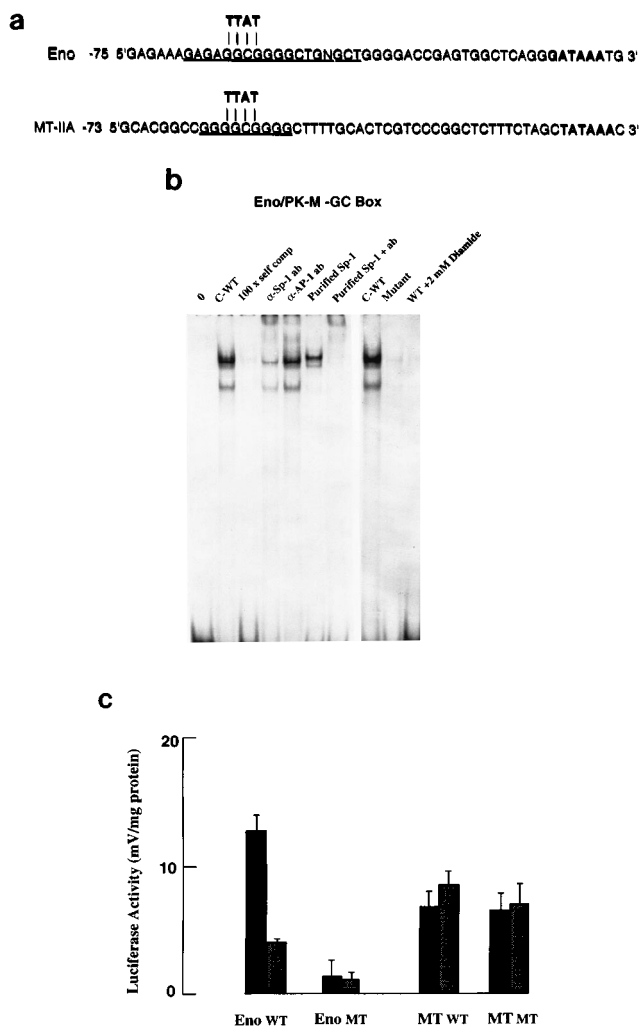 a
TTAT
Eno -75 5'GAGAAAGAGAGGCGGGGCTGNGCTGGGGACCGAGTGGCTCAGGGATAAATG 3'
TTAT
MT-IIA -73 5'GCACGGCCGGGGCGGGGCTTTTGCACTCGTCCCGGCTCTTTCTAGCTATAAAC 3'
b
Eno/PK-M -GC Box
0 C-WT 100 x self comp α-Sp-1 ab α-AP-1 ab Purified Sp-1 Purified Sp-1 + ab C-WT Mutant WT +2 mM Diamide
c
Luciferase Activity (mV/mg protein)
20
10
0
Eno WT Eno MT MT WT MT MT